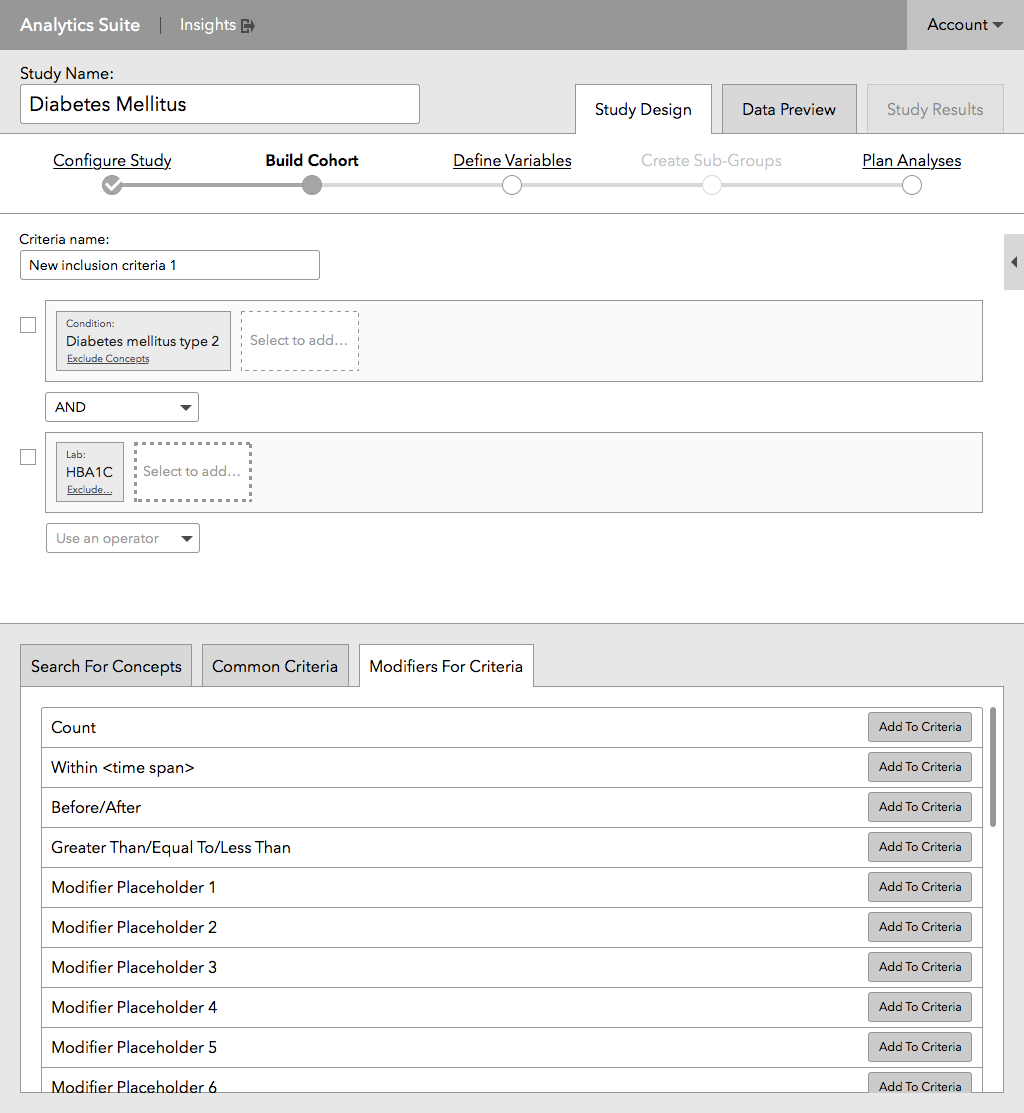 Analytics Suite | Insights Account
Study Name:
Diabetes Mellitus
Study Design Data Preview Study Results
Configure Study Build Cohort Define Variables Create Sub-Groups Plan Analyses
Criteria name:
New inclusion criteria 1
Condition:
Diabetes mellitus type 2
Exclude Concepts
Select to add...
AND
Lab:
HBA1C
Exclude...
Select to add...
Use an operator
Search For Concepts Common Criteria Modifiers For Criteria
Count Add To Criteria
Within <time span> Add To Criteria
Before/After Add To Criteria
Greater Than/Equal To/Less Than Add To Criteria
Modifier Placeholder 1 Add To Criteria
Modifier Placeholder 2 Add To Criteria
Modifier Placeholder 3 Add To Criteria
Modifier Placeholder 4 Add To Criteria
Modifier Placeholder 5 Add To Criteria
Modifier Placeholder 6 Add To Criteria